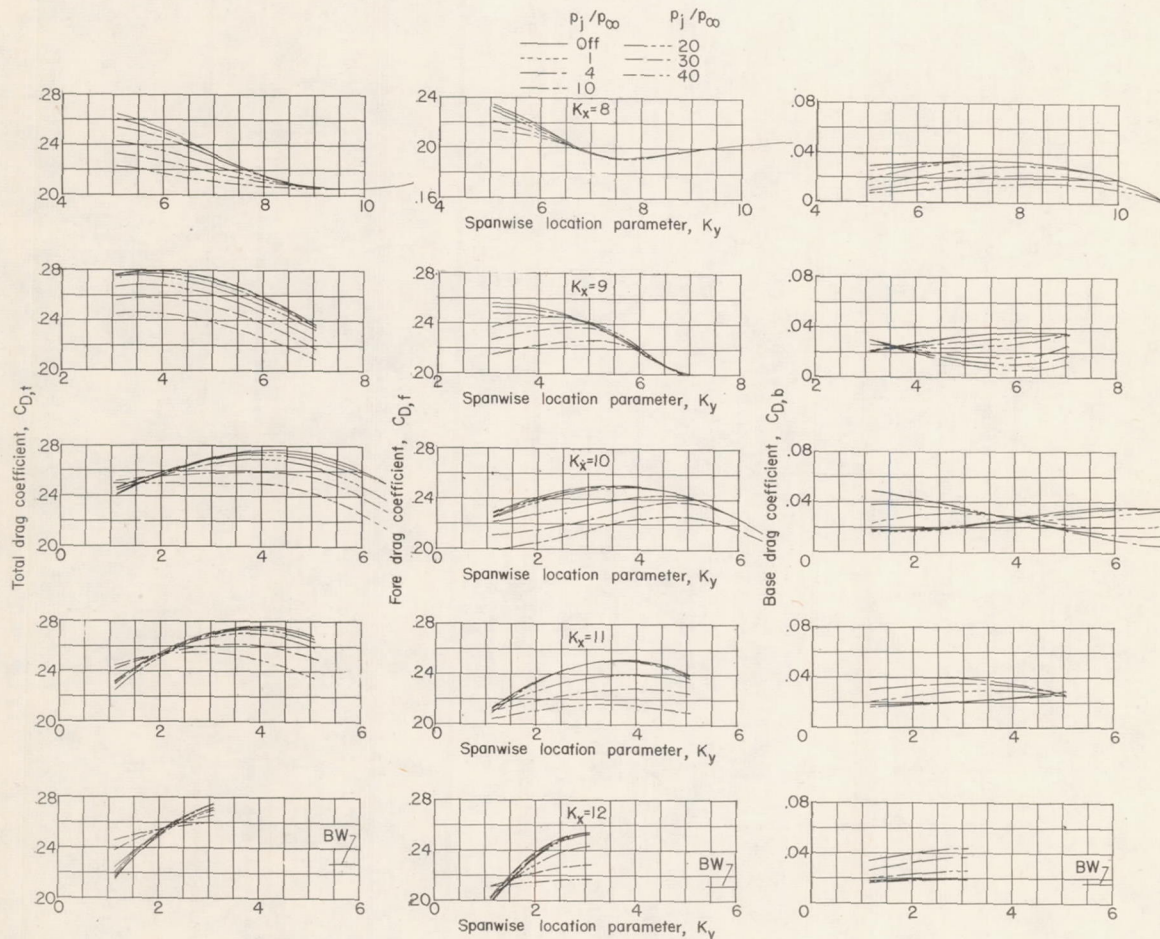 pj/p∞ pj/p∞
Off 20
1 30
4 40
10
.28 .24 .08
Kx=8
.24 .20 .04
.20 .16 0
4 6 8 10 4 6 8 10 4 6 8 10
Spanwise location parameter, Ky
.28 .28 .08
Kx=9
.24 .24 .04
.20 .20 0
2 4 6 8 2 4 6 8 2 4 6 8
Spanwise location parameter, Ky
Total drag coefficient, CD,t
Fore drag coefficient, CD,f
Base drag coefficient, CD,b
.28 .28 .08
Kx=10
.24 .24 .04
.20 .20 0
0 2 4 6 0 2 4 6 0 2 4 6
Spanwise location parameter, Ky
.28 .28 .08
Kx=11
.24 .24 .04
.20 .20 0
0 2 4 6 0 2 4 6 0 2 4 6
Spanwise location parameter, Ky
.28 .28 .08
Kx=12
.24 BW7 .24 BW7 .04 BW7
.20 .20 0
0 2 4 6 0 2 4 6 0 2 4 6
Spanwise location parameter, Ky